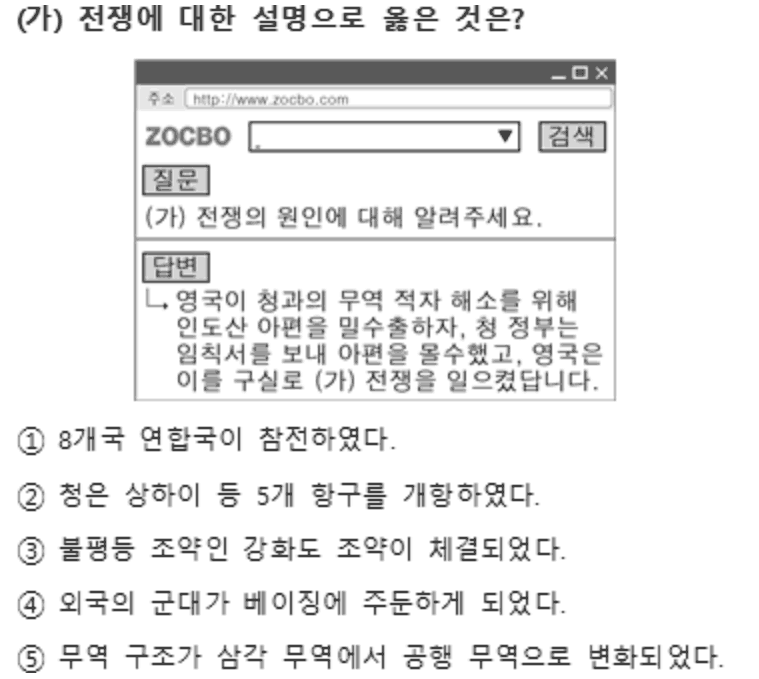 (가) 전쟁에 대한 설명으로 옳은 것은?
주소 http://www.zocbo.com
ZOCBO 검색
질문
(가) 전쟁의 원인에 대해 알려주세요.
답변
영국이 청과의 무역 적자 해소를 위해
인도산 아편을 밀수출하자, 청 정부는
임칙서를 보내 아편을 몰수했고, 영국은
이를 구실로 (가) 전쟁을 일으켰답니다.
① 8개국 연합국이 참전하였다.
② 청은 상하이 등 5개 항구를 개항하였다.
③ 불평등 조약인 강화도 조약이 체결되었다.
④ 외국의 군대가 베이징에 주둔하게 되었다.
⑤ 무역 구조가 삼각 무역에서 공행 무역으로 변화되었다.